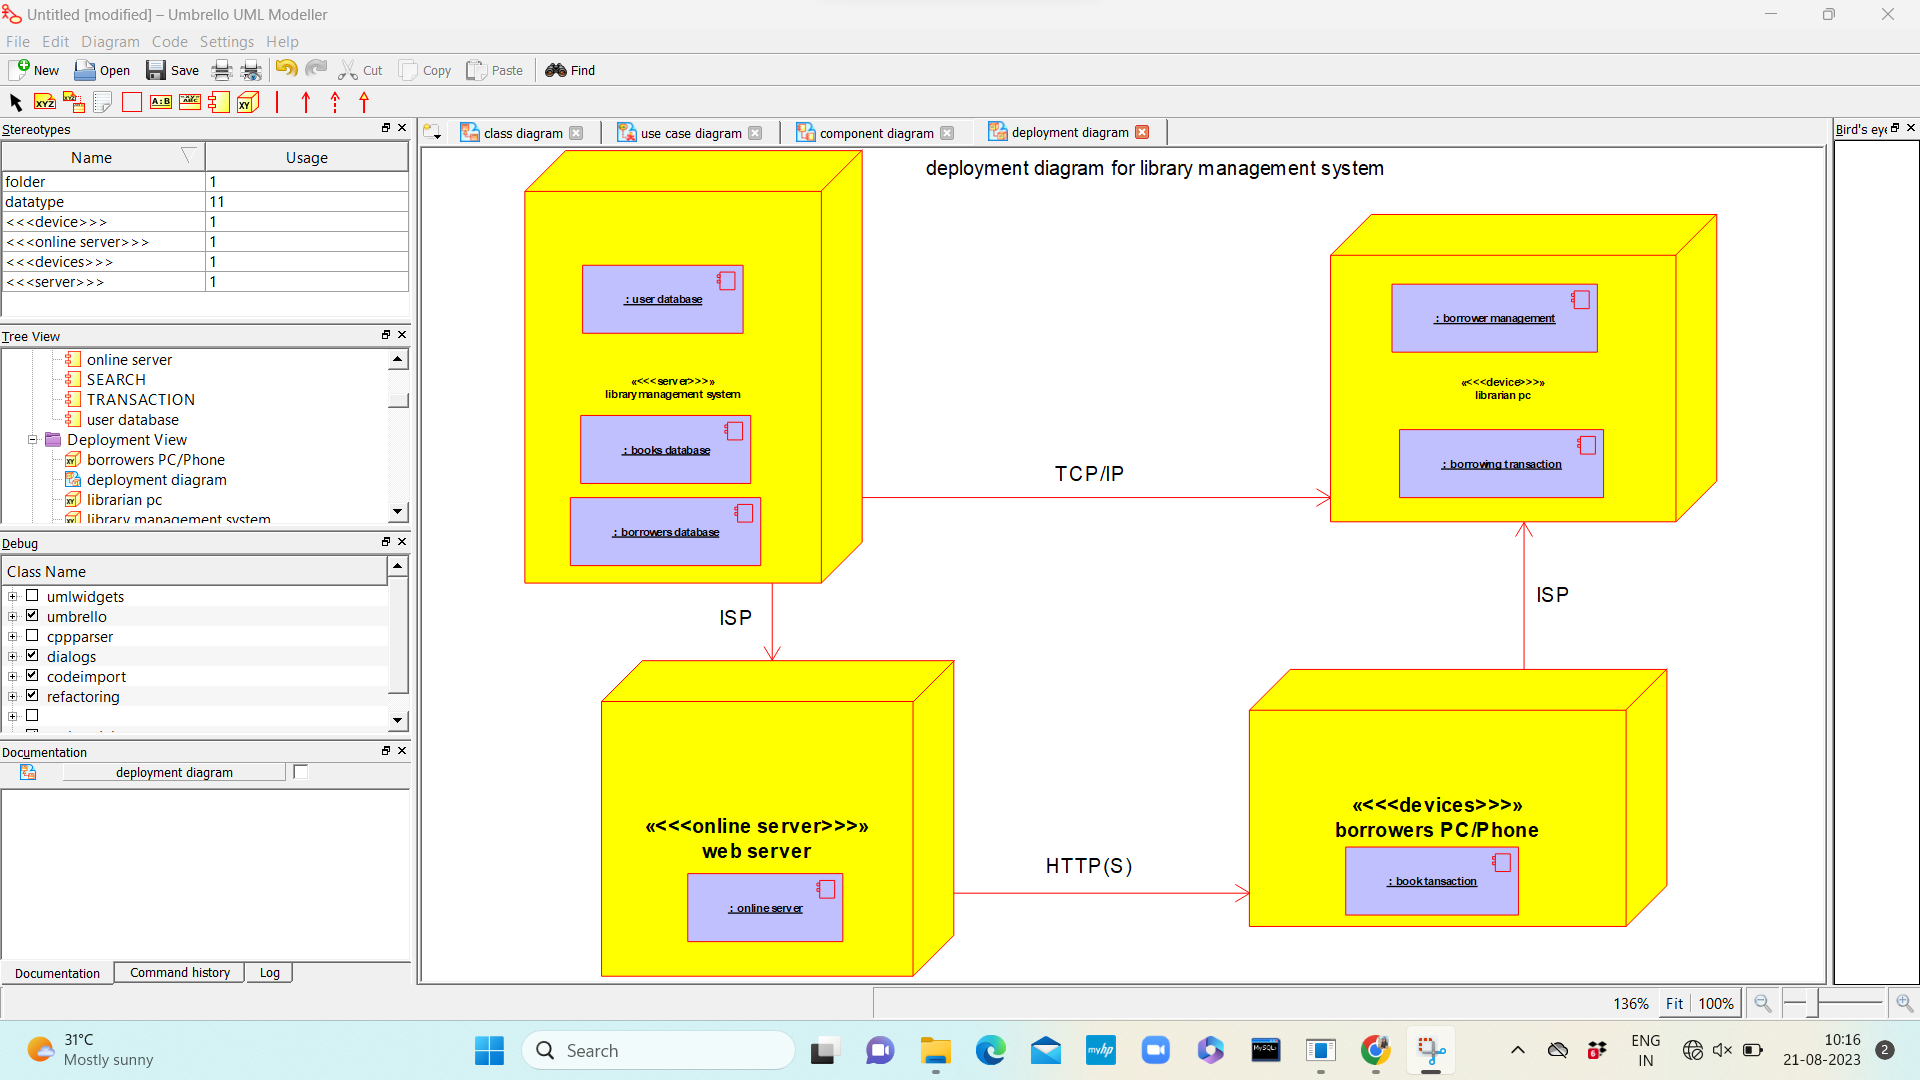 Untitled [modified] – Umbrello UML Modeller
File Edit Diagram Code Settings Help
New Open Save Cut Copy Paste Find
XYZ XYZ A:B ABC XY
Stereotypes
Name Usage
folder 1
datatype 11
<<<device>>> 1
<<<online server>>> 1
<<<devices>>> 1
<<<server>>> 1
Tree View
online server
SEARCH
TRANSACTION
user database
Deployment View
borrowers PC/Phone
deployment diagram
librarian pc
library management system
Debug
Class Name
umlwidgets
umbrello
cppparser
dialogs
codeimport
refactoring
Documentation
deployment diagram
Documentation Command history Log
class diagram use case diagram component diagram deployment diagram
Bird's eye
deployment diagram for library management system
: user database
«<<<server>>>»
library management system
: books database
: borrowers database
: borrower management
«<<<device>>>»
librarian pc
: borrowing transaction
TCP/IP
ISP
ISP
«<<<online server>>>»
web server
: online server
HTTP(S)
«<<<devices>>>»
borrowers PC/Phone
: book tansaction
136% Fit 100%
31°C
Mostly sunny
Search
myhp
MySQL
6
ENG
IN
10:16
21-08-2023
2